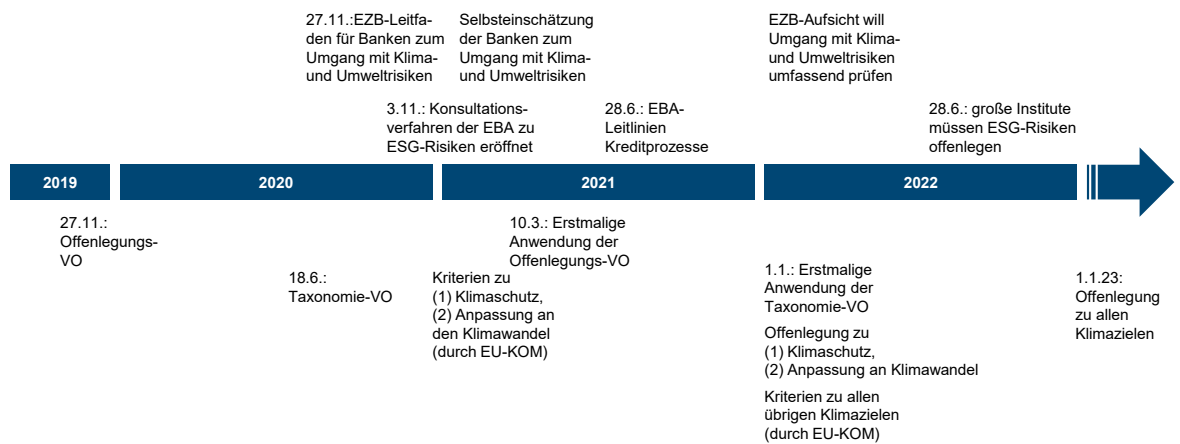 27.11.:EZB-Leitfa-
den für Banken zum
Umgang mit Klima-
und Umweltrisiken
Selbsteinschätzung
der Banken zum
Umgang mit Klima-
und Umweltrisiken
EZB-Aufsicht will
Umgang mit Klima-
und Umweltrisiken
umfassend prüfen
3.11.: Konsultations-
verfahren der EBA zu
ESG-Risiken eröffnet
28.6.: EBA-
Leitlinien
Kreditprozesse
28.6.: große Institute
müssen ESG-Risiken
offenlegen
2019
2020
2021
2022
27.11.:
Offenlegungs-
VO
18.6.:
Taxonomie-VO
10.3.: Erstmalige
Anwendung der
Offenlegungs-VO
Kriterien zu
(1) Klimaschutz,
(2) Anpassung an
den Klimawandel
(durch EU-KOM)
1.1.: Erstmalige
Anwendung der
Taxonomie-VO
Offenlegung zu
(1) Klimaschutz,
(2) Anpassung an Klimawandel
Kriterien zu allen
übrigen Klimazielen
(durch EU-KOM)
1.1.23:
Offenlegung
zu allen
Klimazielen